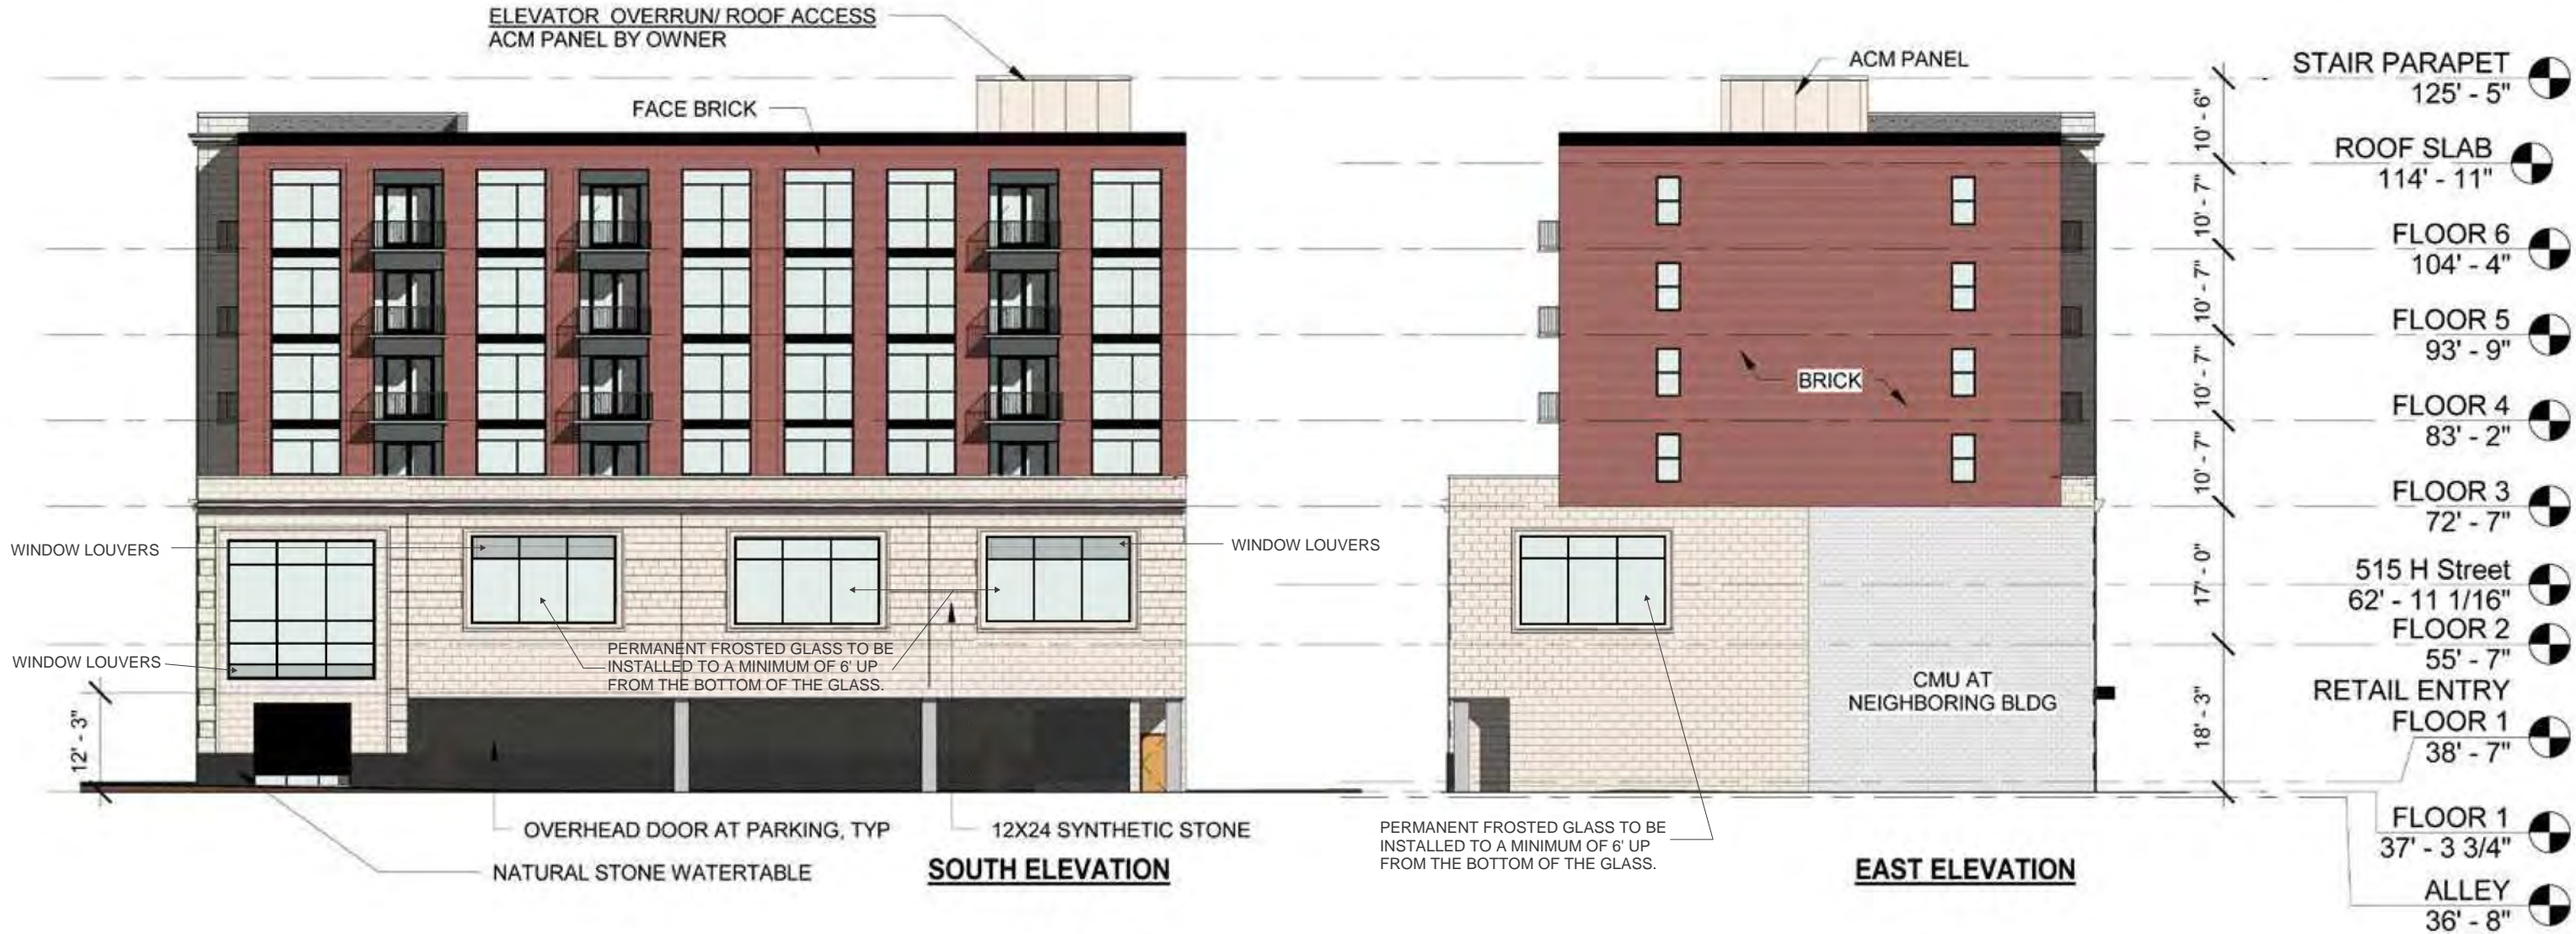 ELEVATOR OVERRUN/ ROOF ACCESS
ACM PANEL BY OWNER
FACE BRICK
WINDOW LOUVERS
WINDOW LOUVERS
WINDOW LOUVERS
PERMANENT FROSTED GLASS TO BE
INSTALLED TO A MINIMUM OF 6' UP
FROM THE BOTTOM OF THE GLASS.
12' - 3"
OVERHEAD DOOR AT PARKING, TYP
12X24 SYNTHETIC STONE
NATURAL STONE WATERTABLE
SOUTH ELEVATION
ACM PANEL
BRICK
CMU AT
NEIGHBORING BLDG
PERMANENT FROSTED GLASS TO BE
INSTALLED TO A MINIMUM OF 6' UP
FROM THE BOTTOM OF THE GLASS.
EAST ELEVATION
10' - 6"
10' - 7"
10' - 7"
10' - 7"
10' - 7"
17' - 0"
18' - 3"
STAIR PARAPET
125' - 5"
ROOF SLAB
114' - 11"
FLOOR 6
104' - 4"
FLOOR 5
93' - 9"
FLOOR 4
83' - 2"
FLOOR 3
72' - 7"
515 H Street
62' - 11 1/16"
FLOOR 2
55' - 7"
RETAIL ENTRY
FLOOR 1
38' - 7"
FLOOR 1
37' - 3 3/4"
ALLEY
36' - 8"